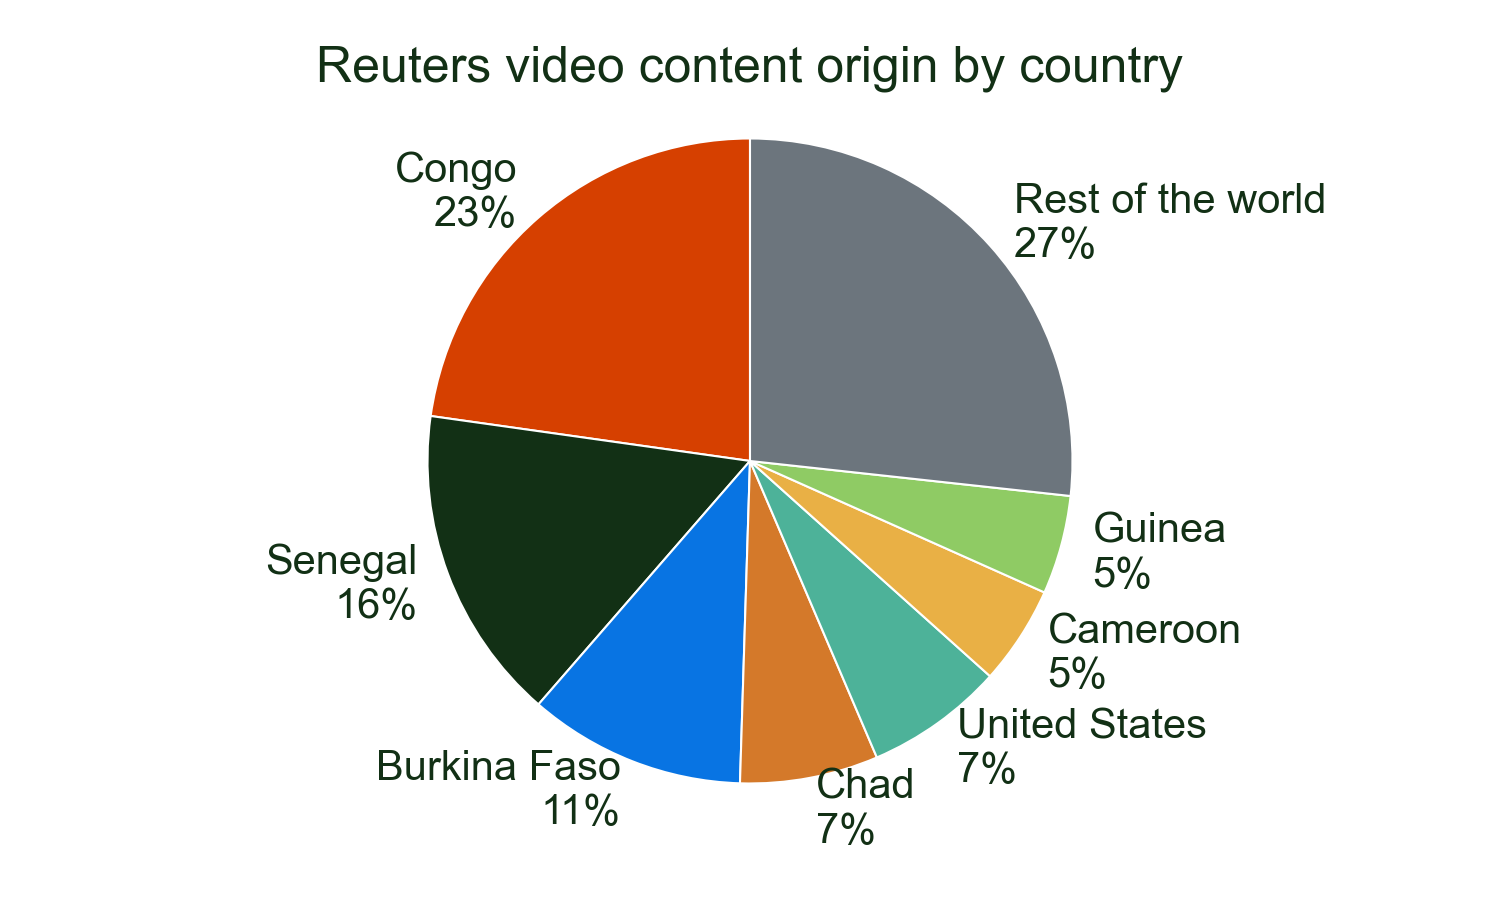 Reuters video content origin by country
Congo
23%
Rest of the world
27%
Guinea
5%
Senegal
16%
Cameroon
5%
United States
7%
Burkina Faso
11%
Chad
7%